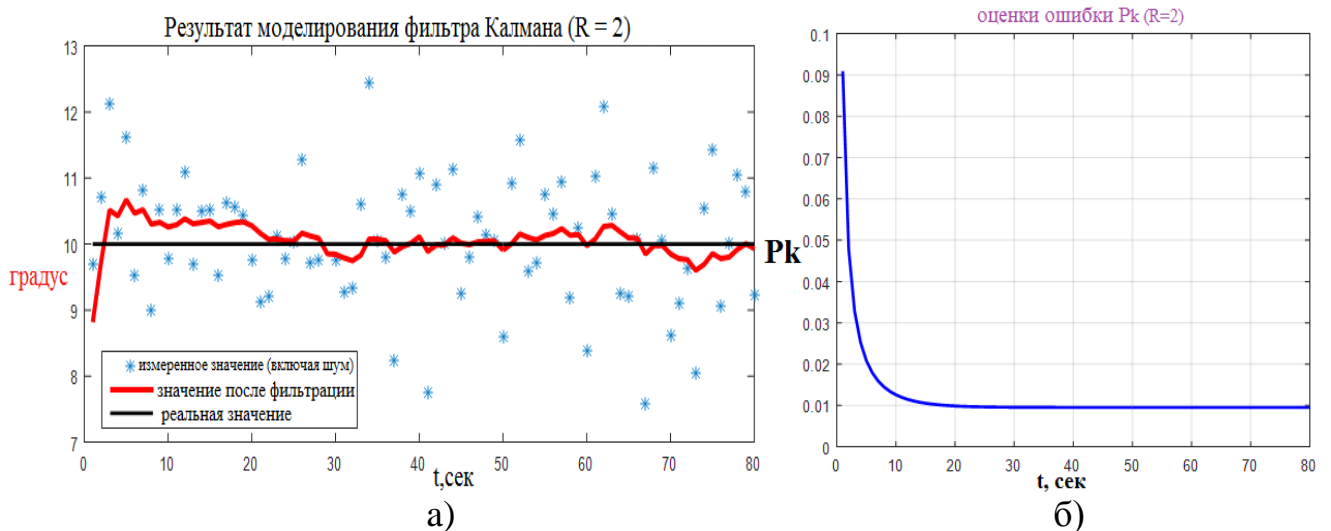 Результат моделирования фильтра Калмана (R = 2)
13
12
11
10
9
8
7
градус
измеренное значение (включая шум)
значение после фильтрации
реальная значение
0 10 20 30 40 50 60 70 80
t,сек
а)
оценки ошибки Pk (R=2)
0.1
0.09
0.08
0.07
0.06
0.05
0.04
0.03
0.02
0.01
0
Pk
0 10 20 30 40 50 60 70 80
t, сек
б)